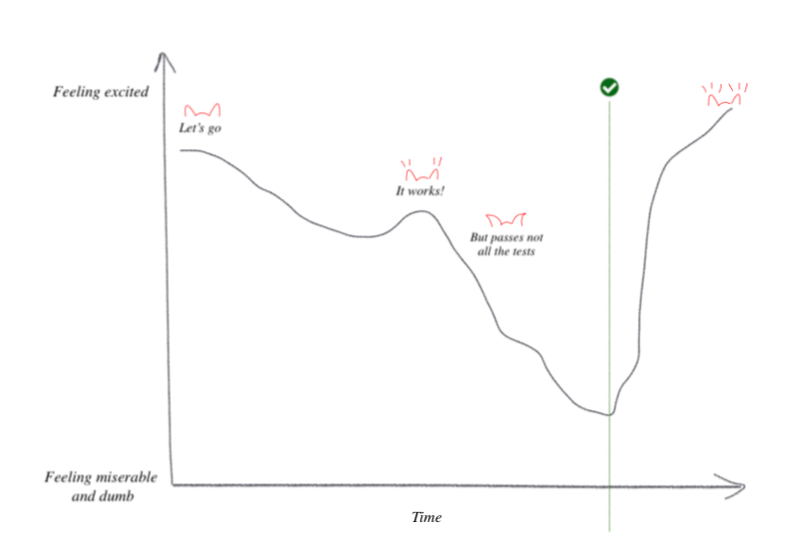 Feeling excited
Let's go
It works!
But passes not
all the tests
Feeling miserable
and dumb
Time